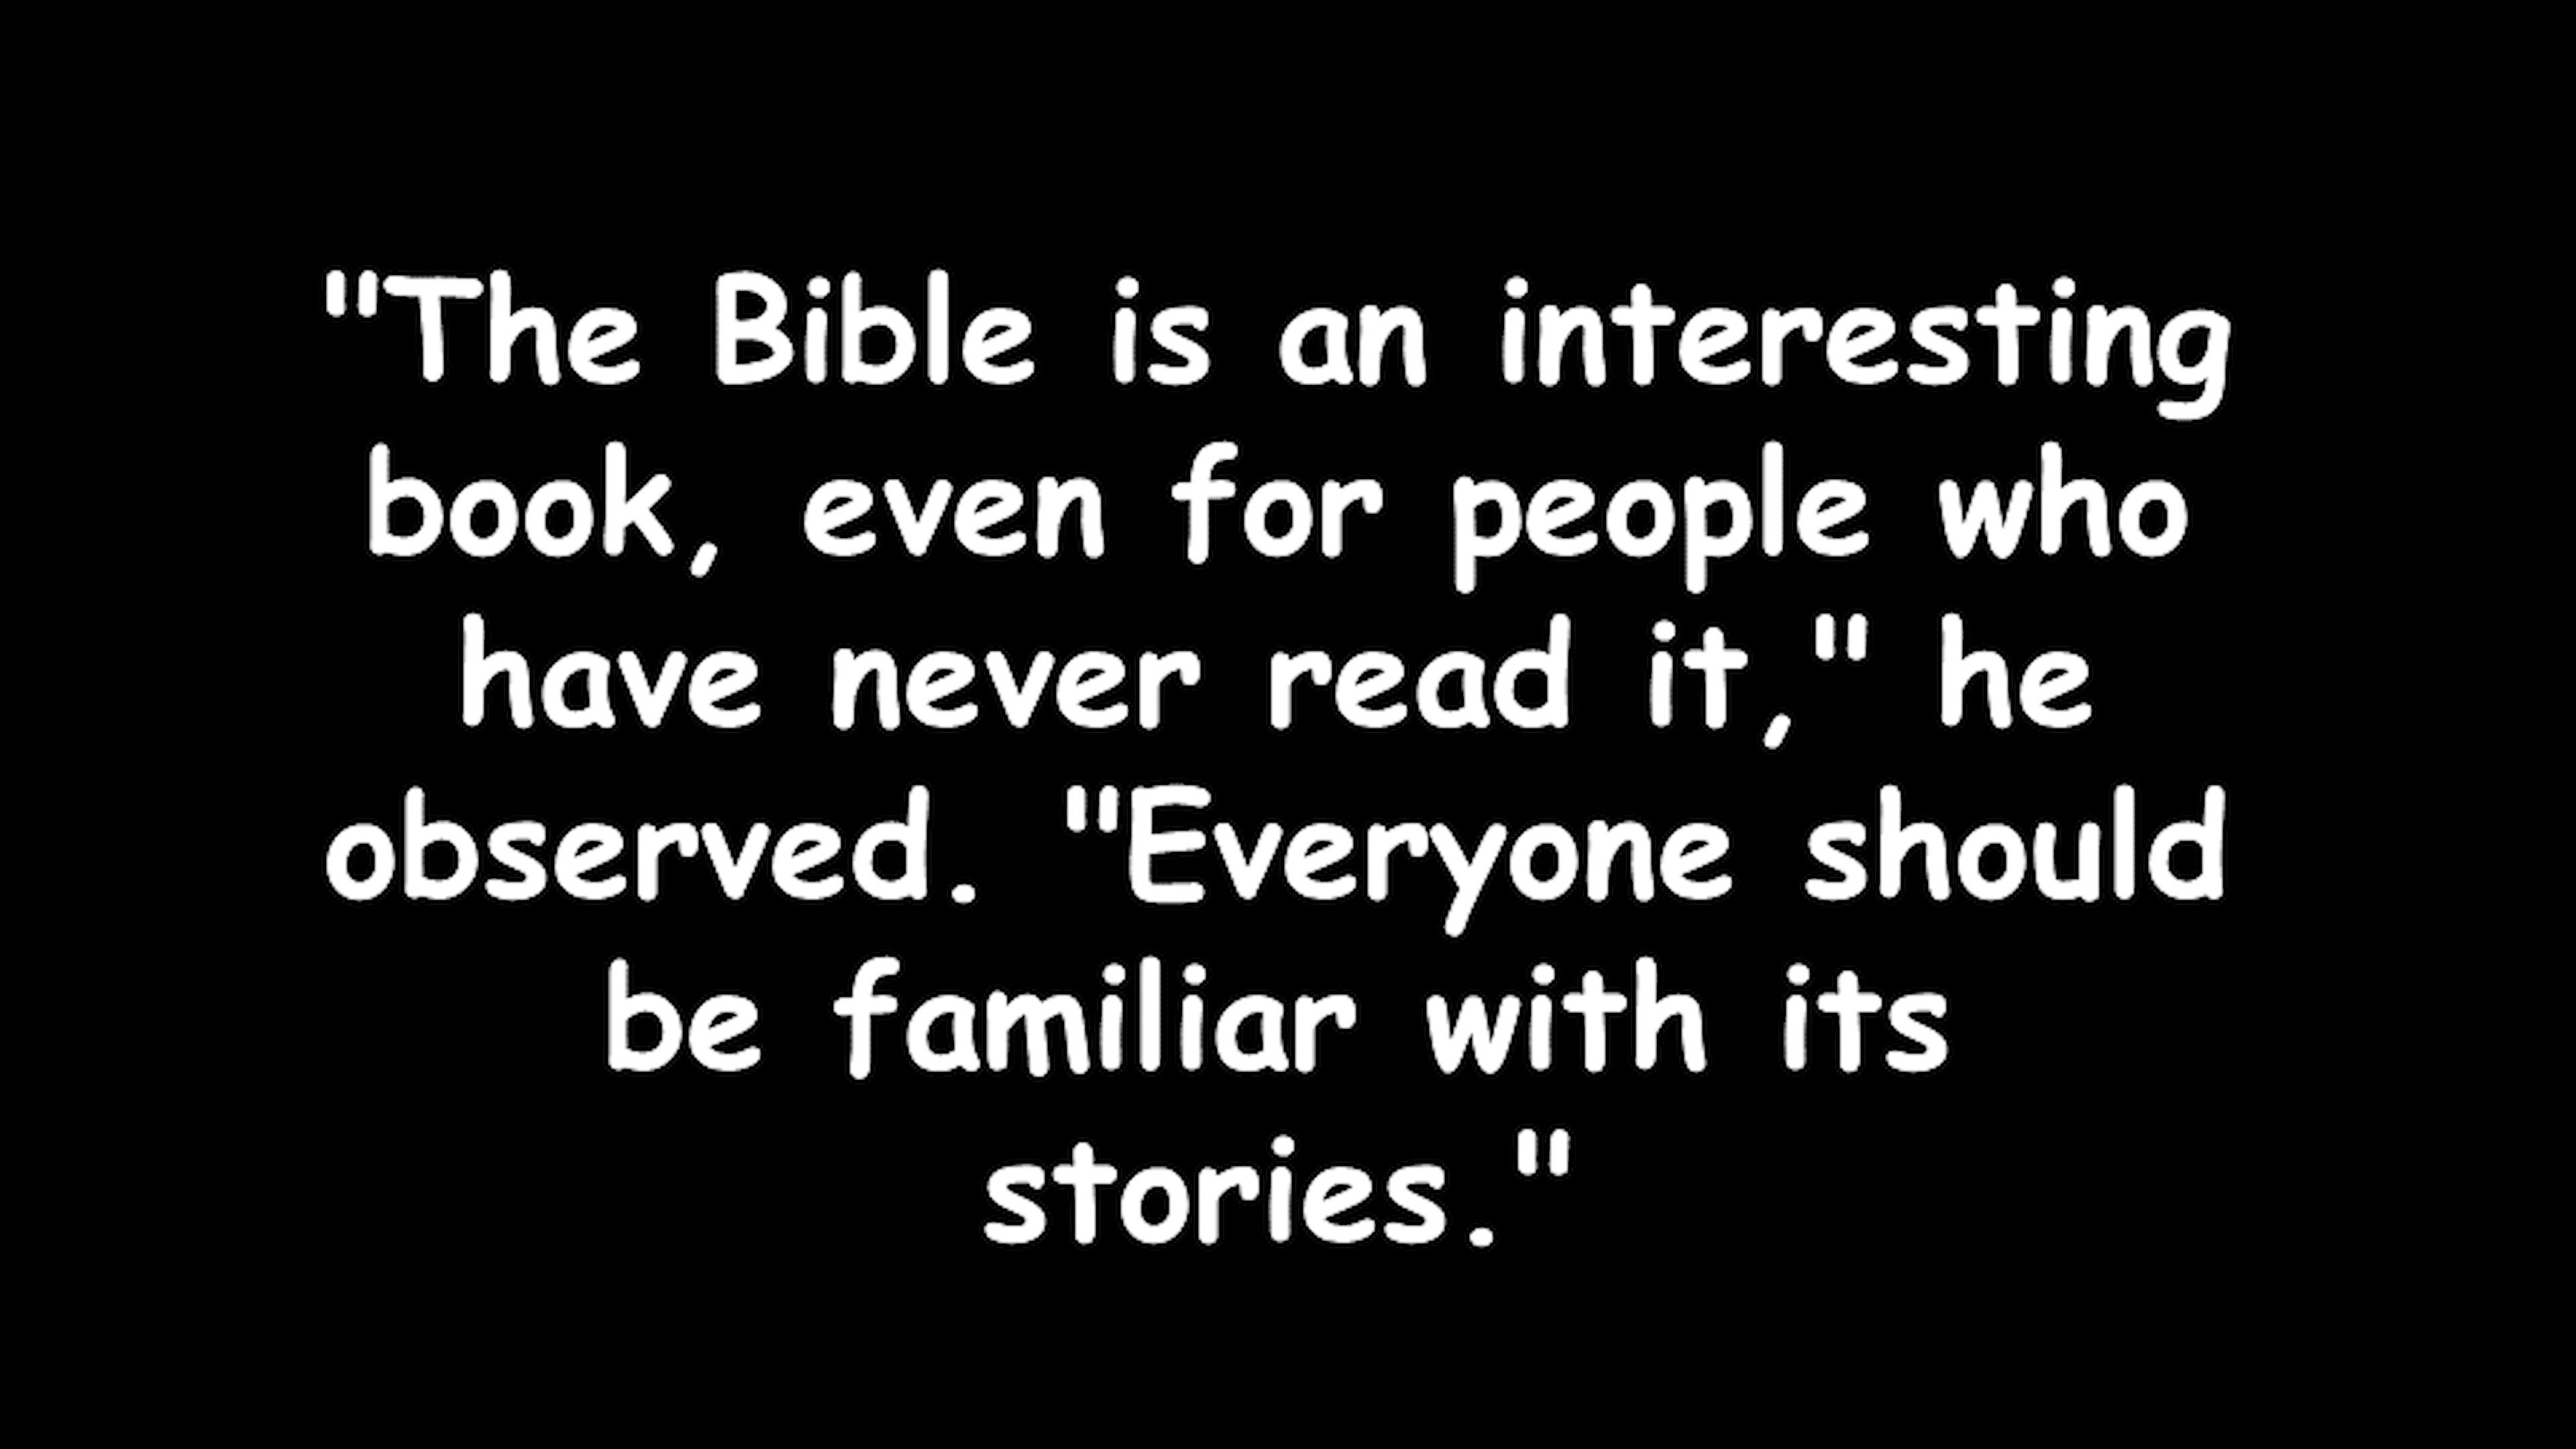 "The Bible is an interesting
book, even for people who
have never read it," he
observed. "Everyone should
be familiar with its
stories."